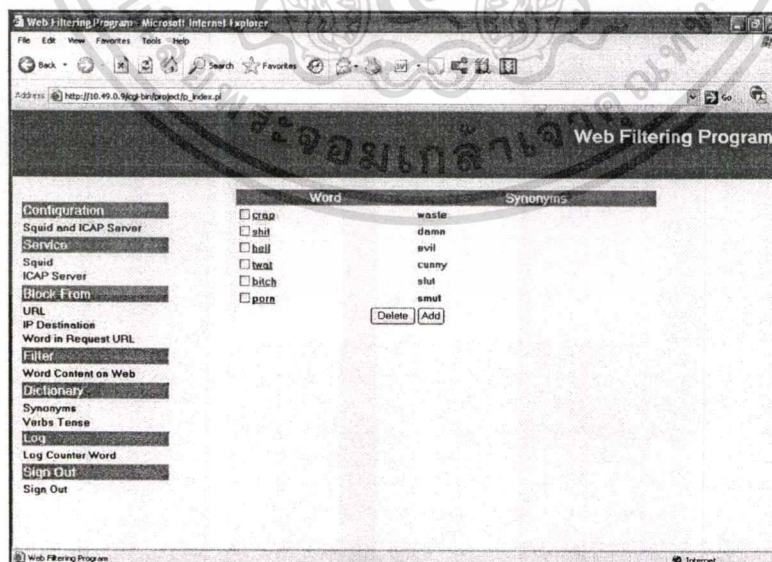 Web Filtering Program - Microsoft Internet Explorer
File Edit View Favorites Tools Help
Back Search Favorites
Address http://10.49.0.9/cgi-bin/project/p_index.pl Go
Web Filtering Program
Word Synonyms
crap waste
shit damn
hell evil
twat cunny
bitch slut
porn smut
Delete Add
Configuration
Squid and ICAP Server
Service
Squid
ICAP Server
Block From
URL
IP Destination
Word in Request URL
Filter
Word Content on Web
Dictionary
Synonyms
Verbs Tense
Log
Log Counter Word
Sign Out
Sign Out
Web Filtering Program Internet